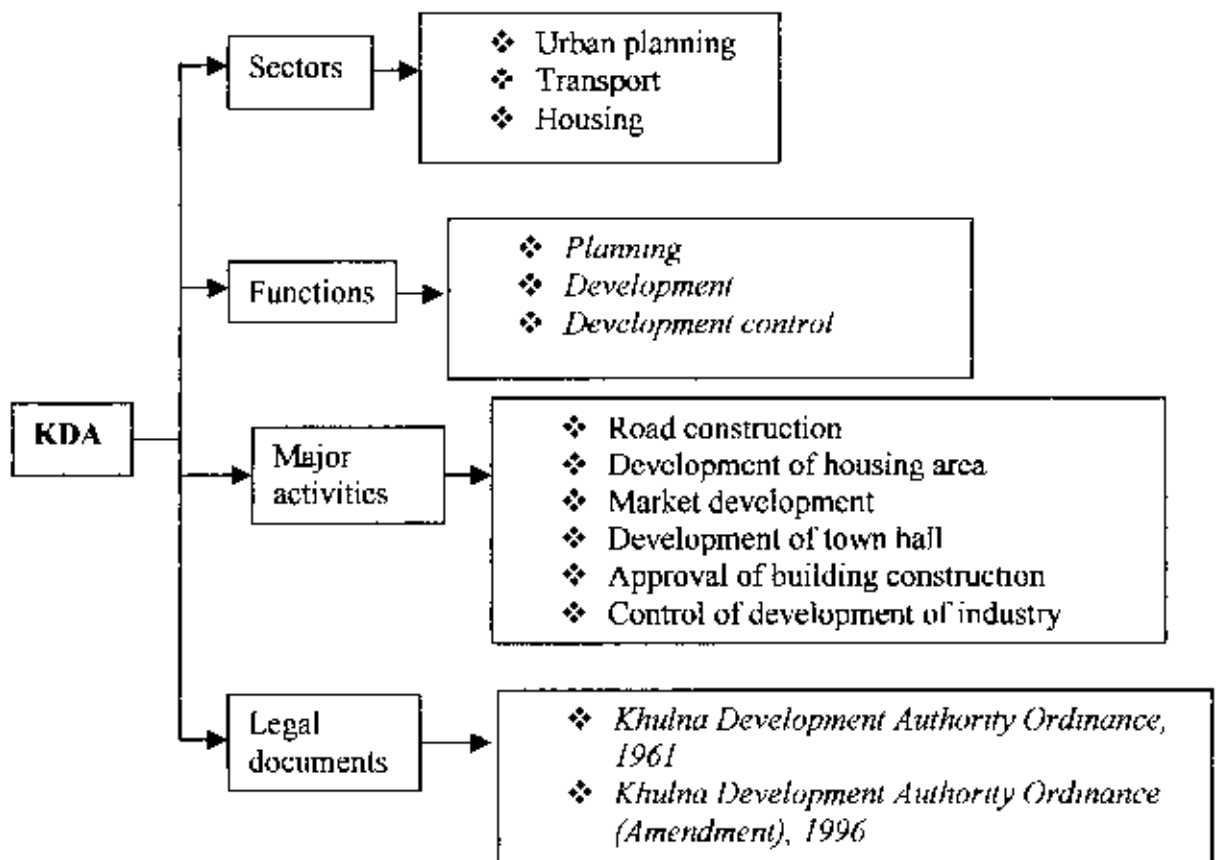 Sectors
❖ Urban planning
❖ Transport
❖ Housing
Functions
❖ Planning
❖ Development
❖ Development control
KDA
Major
activities
❖ Road construction
❖ Development of housing area
❖ Market development
❖ Development of town hall
❖ Approval of building construction
❖ Control of development of industry
Legal
documents
❖ Khulna Development Authority Ordinance,
1961
❖ Khulna Development Authority Ordinance
(Amendment), 1996